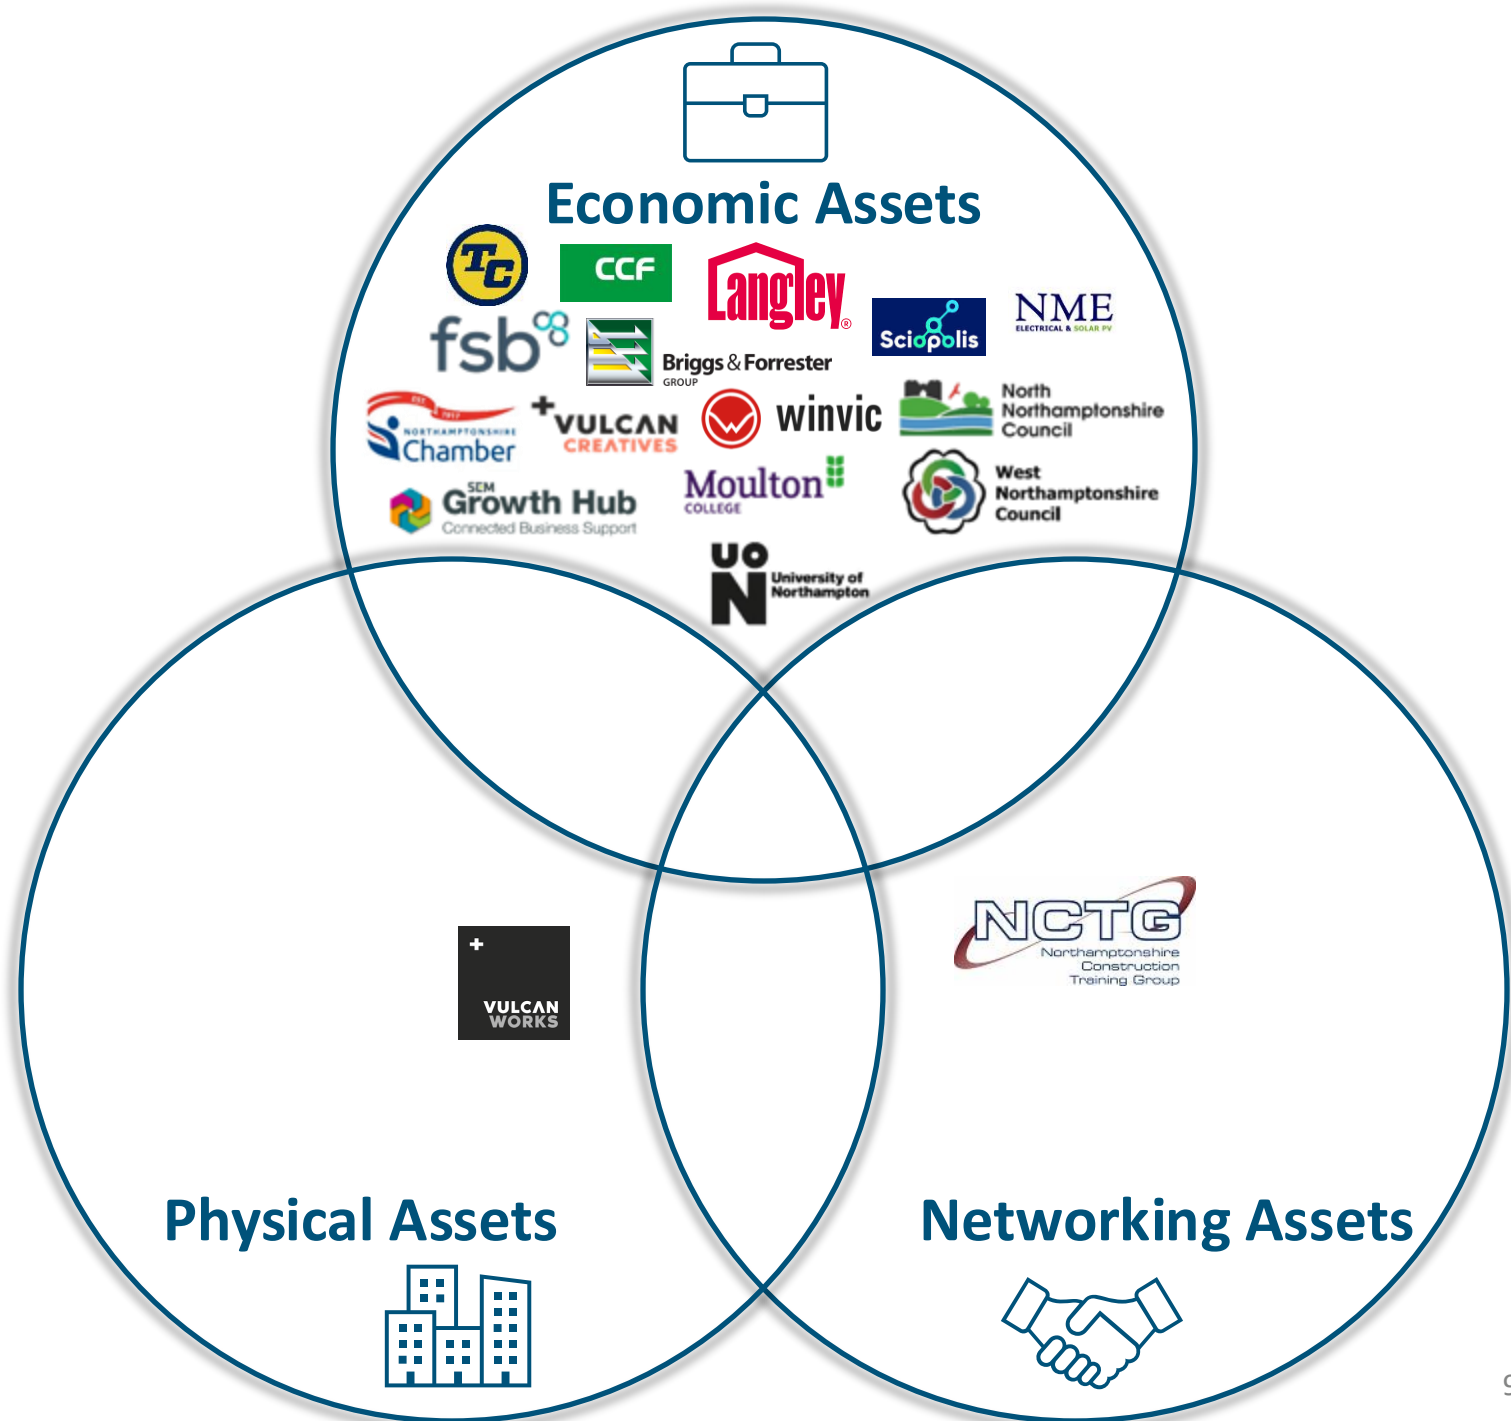 Economic Assets
TC
CCF
Langley®
Sciopolis
NME
ELECTRICAL & SOLAR PV
fsb
Briggs & Forrester
GROUP
EST 1917
NORTHAMPTONSHIRE
Chamber
+VULCAN
CREATIVES
winvic
North
Northamptonshire
Council
SEM
Growth Hub
Connected Business Support
Moulton
COLLEGE
West
Northamptonshire
Council
UO
N
University of
Northampton
+
VULCAN
WORKS
NCTG
Northamptonshire
Construction
Training Group
Physical Assets
Networking Assets